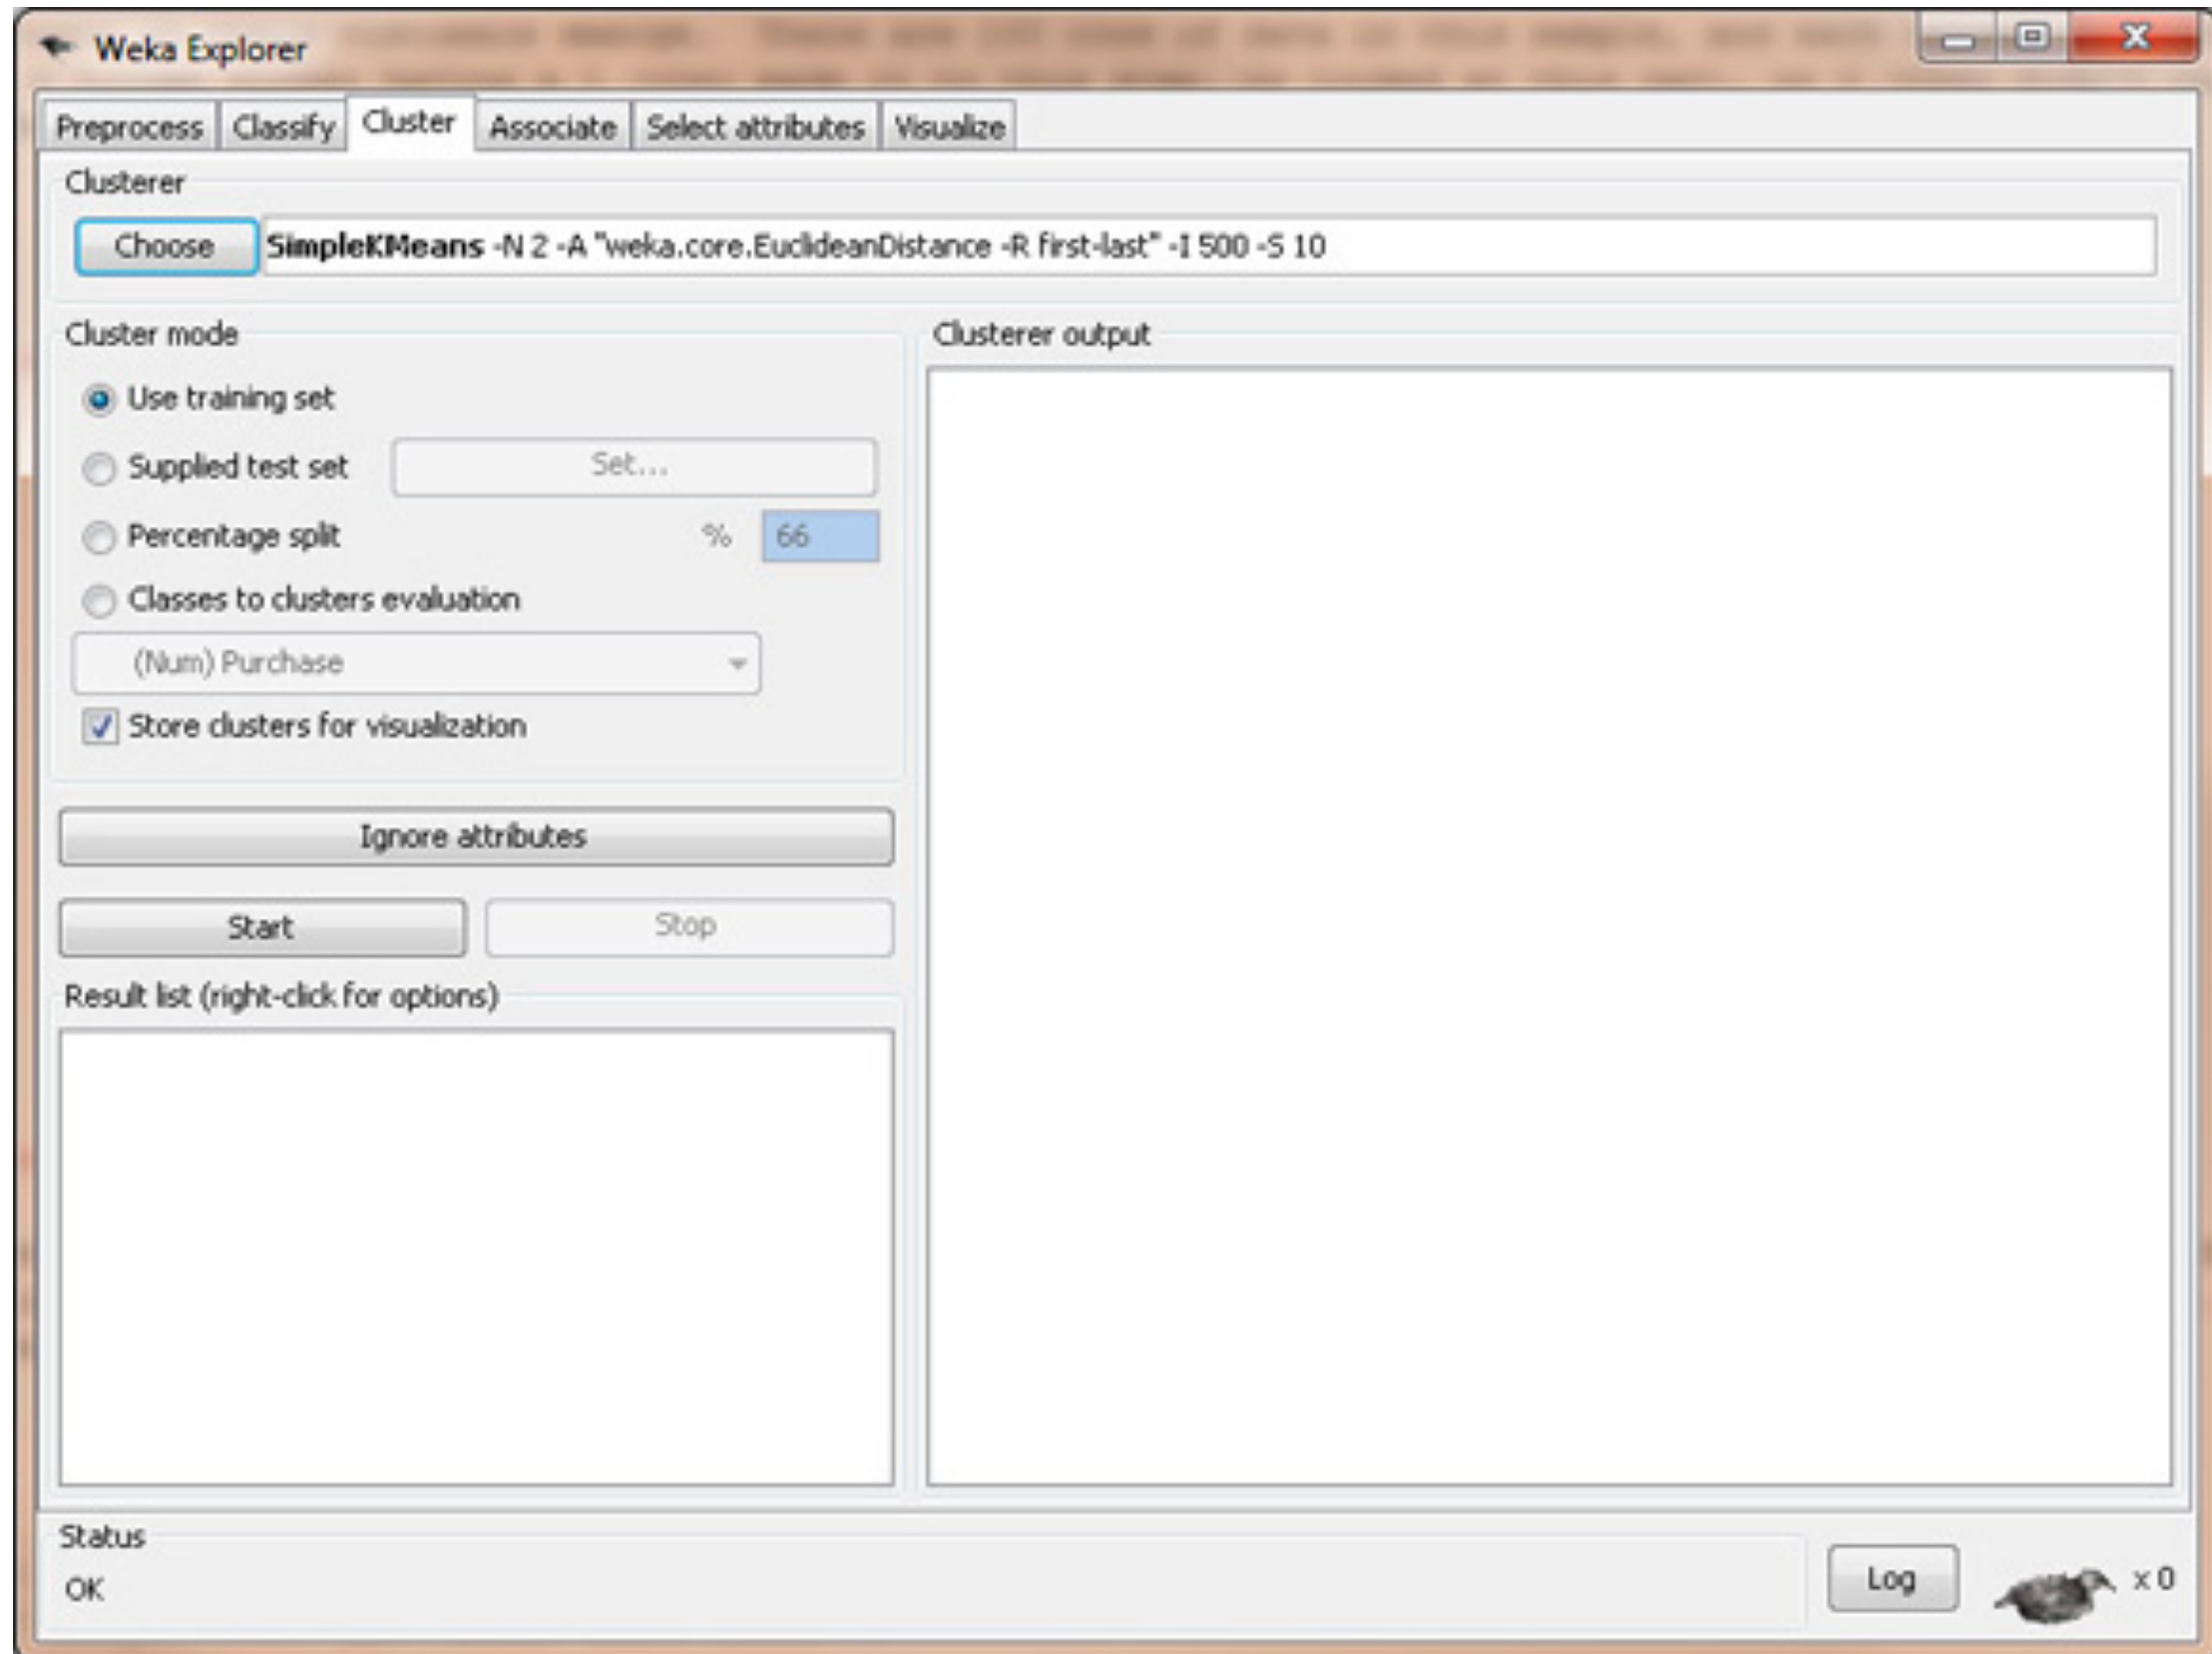 Weka Explorer
Preprocess Classify Cluster Associate Select attributes Visualize
Clusterer
Choose SimpleKMeans -N 2 -A "weka.core.EuclideanDistance -R first-last" -I 500 -S 10
Cluster mode
Use training set
Supplied test set Set...
Percentage split % 66
Classes to clusters evaluation
(Num) Purchase
Store clusters for visualization
Ignore attributes
Start Stop
Result list (right-click for options)
Clusterer output
Status
OK
Log x 0